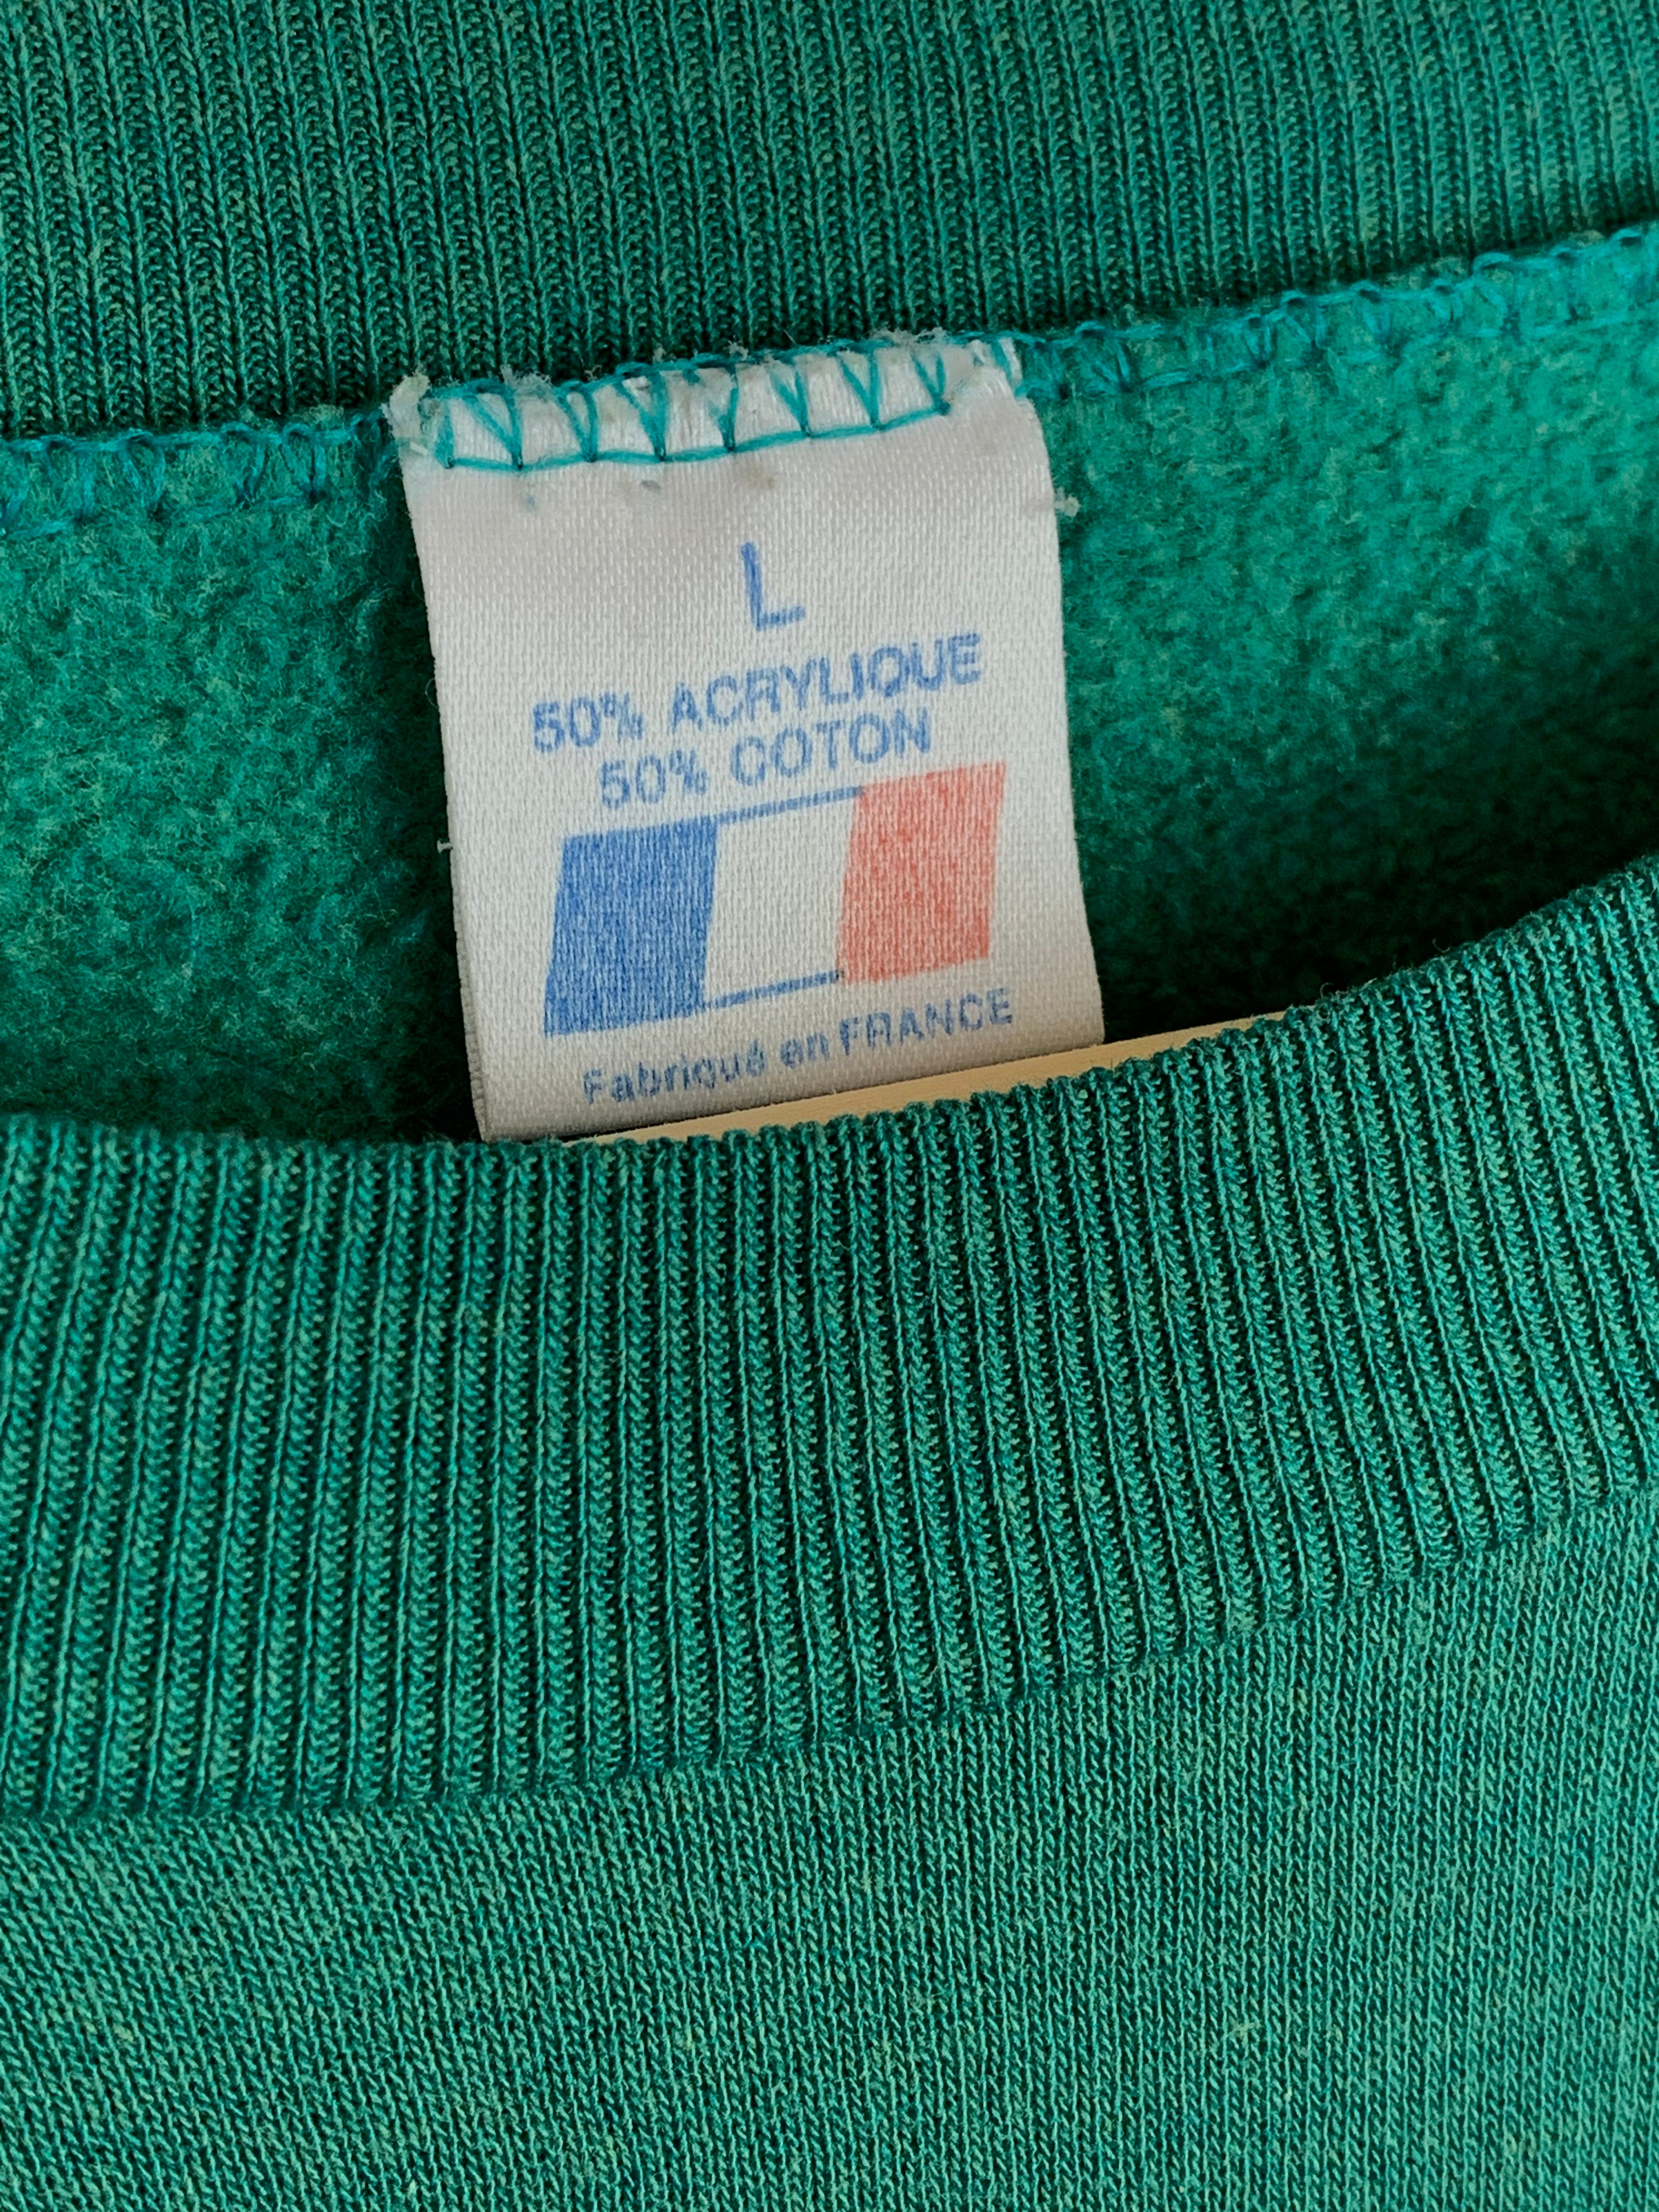 L
50% ACRYLIQUE
50% COTON
Fabriqué en FRANCE